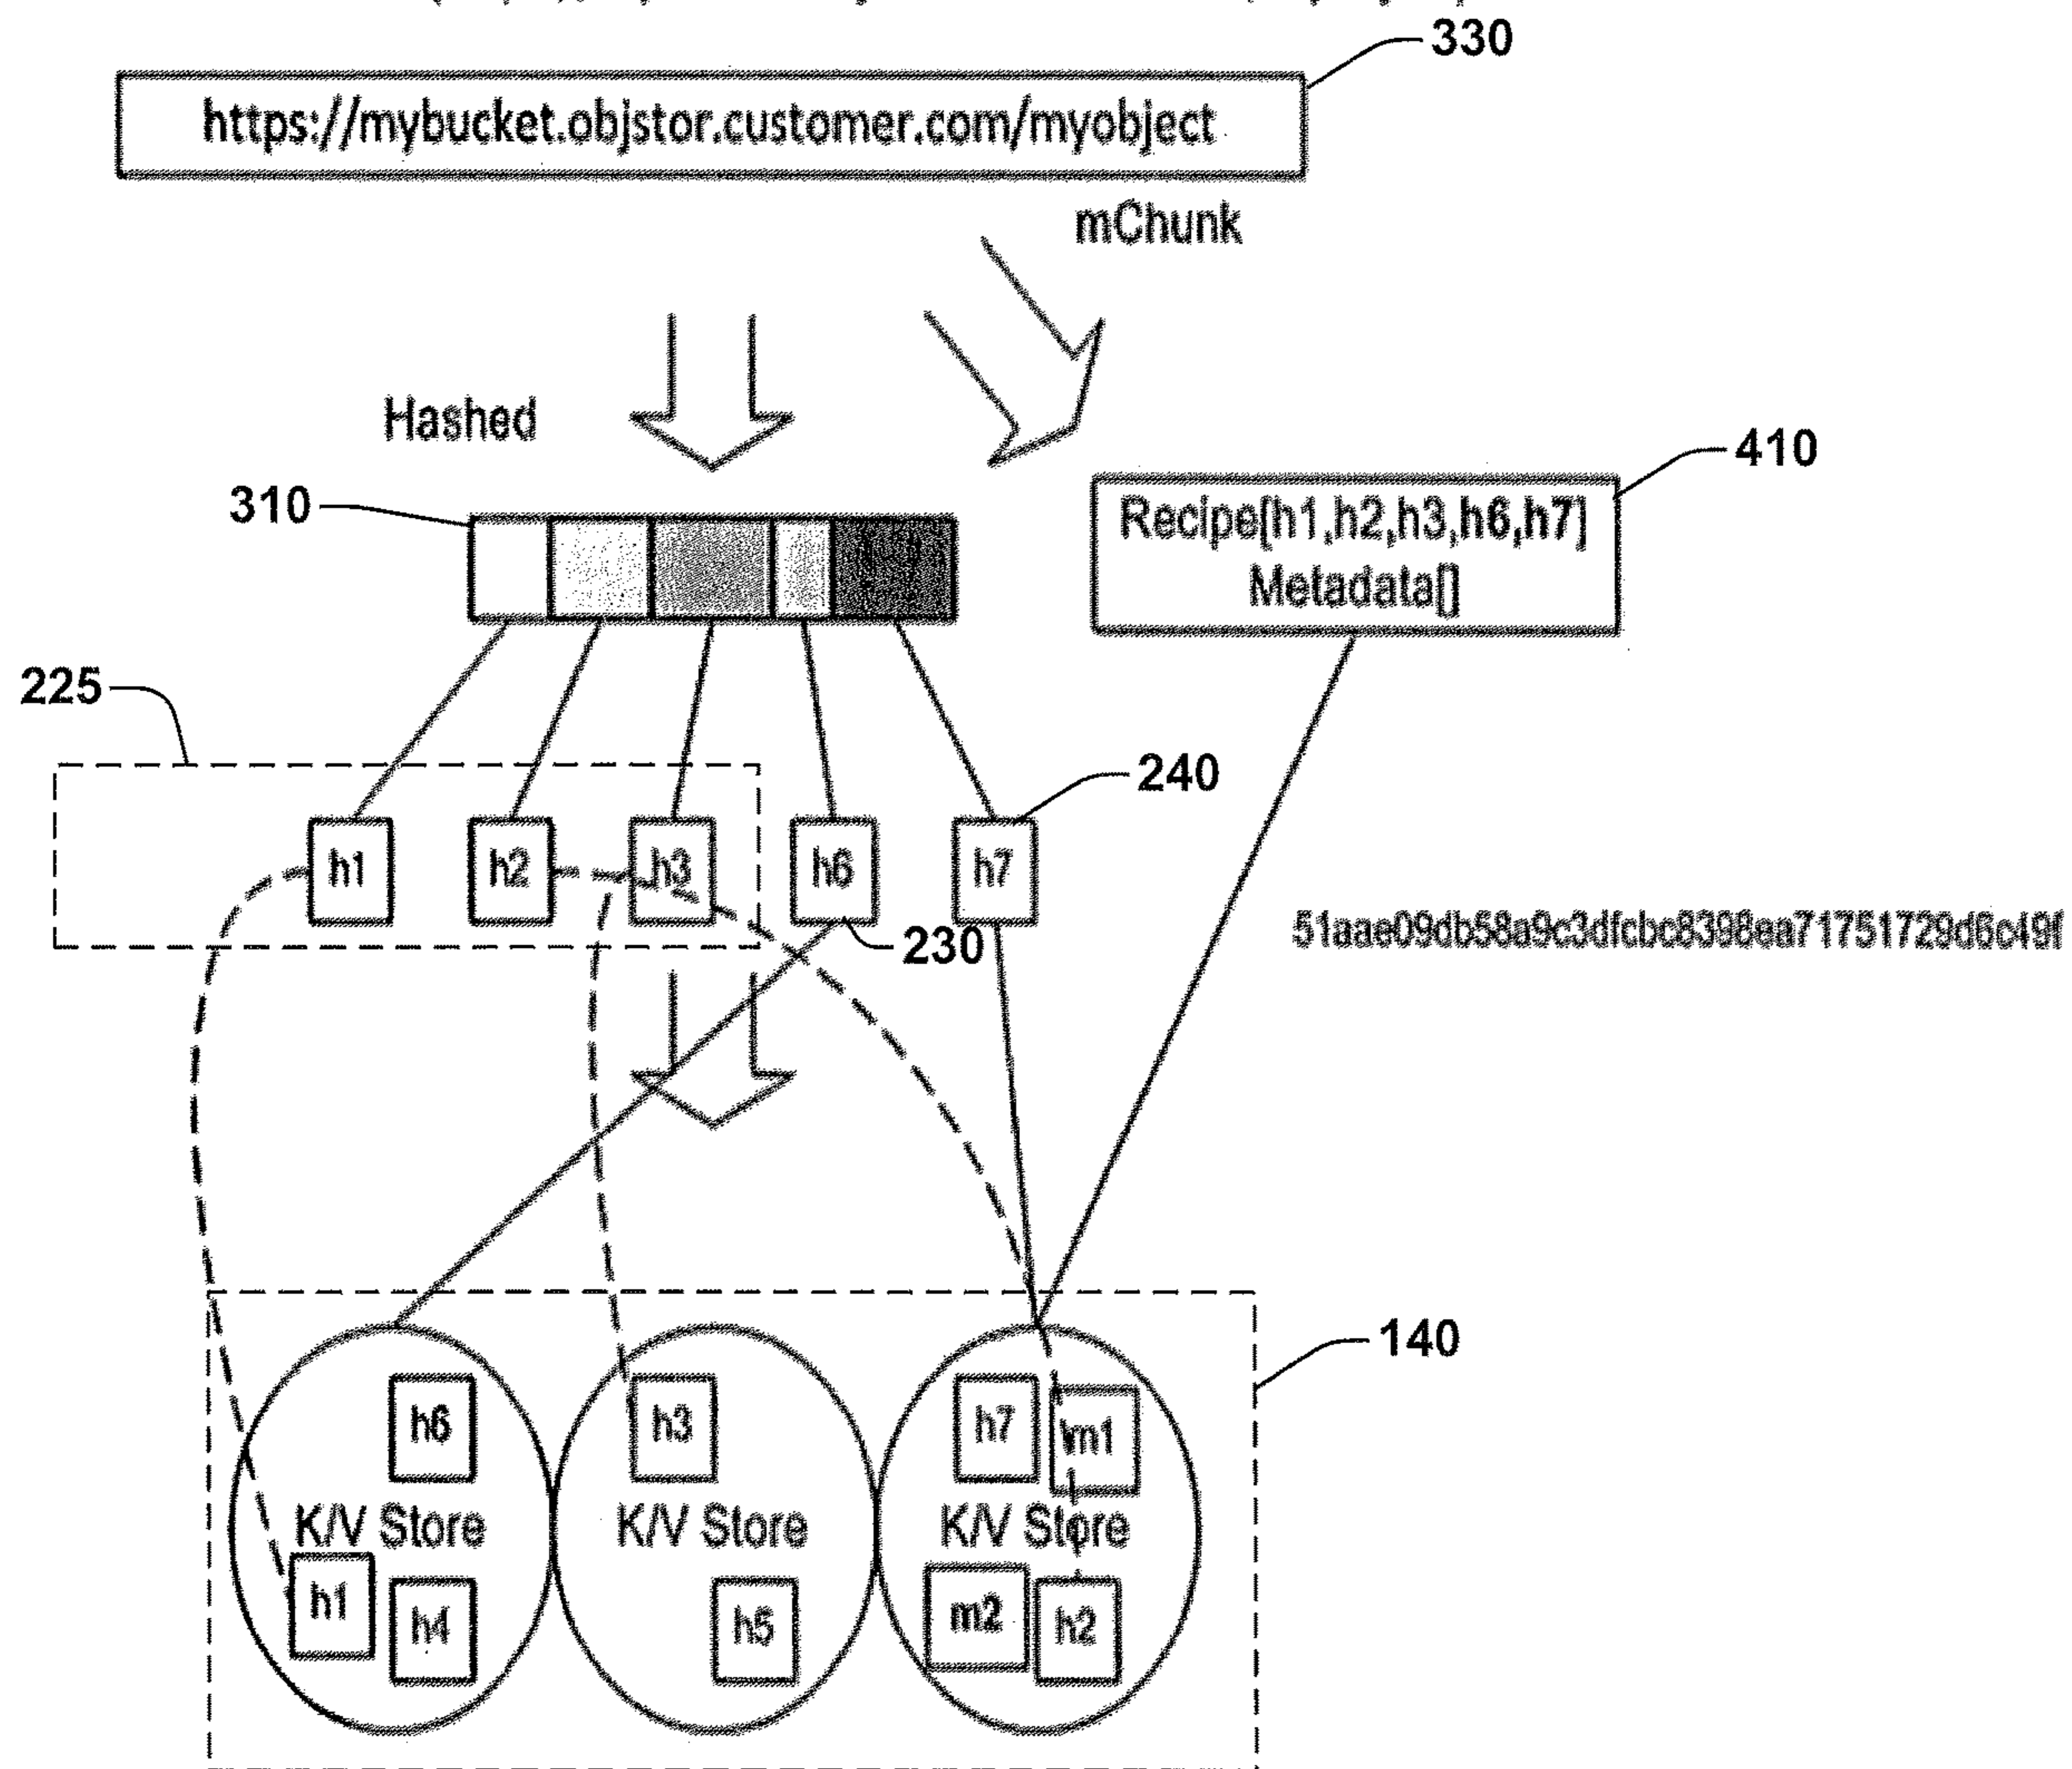 330
https://mybucket.objstor.customer.com/myobject
mChunk
Hashed
410
310
Recipe[h1,h2,h3,h6,h7]
Metadata[]
225
240
h1 h2 h3 h6 h7
230
51aae09db58a9c3dfcbc8398ea71751729d6c49f
140
h6 h3 h7 m1
K/V Store K/V Store K/V Store
h1 h4 h5 m2 h2